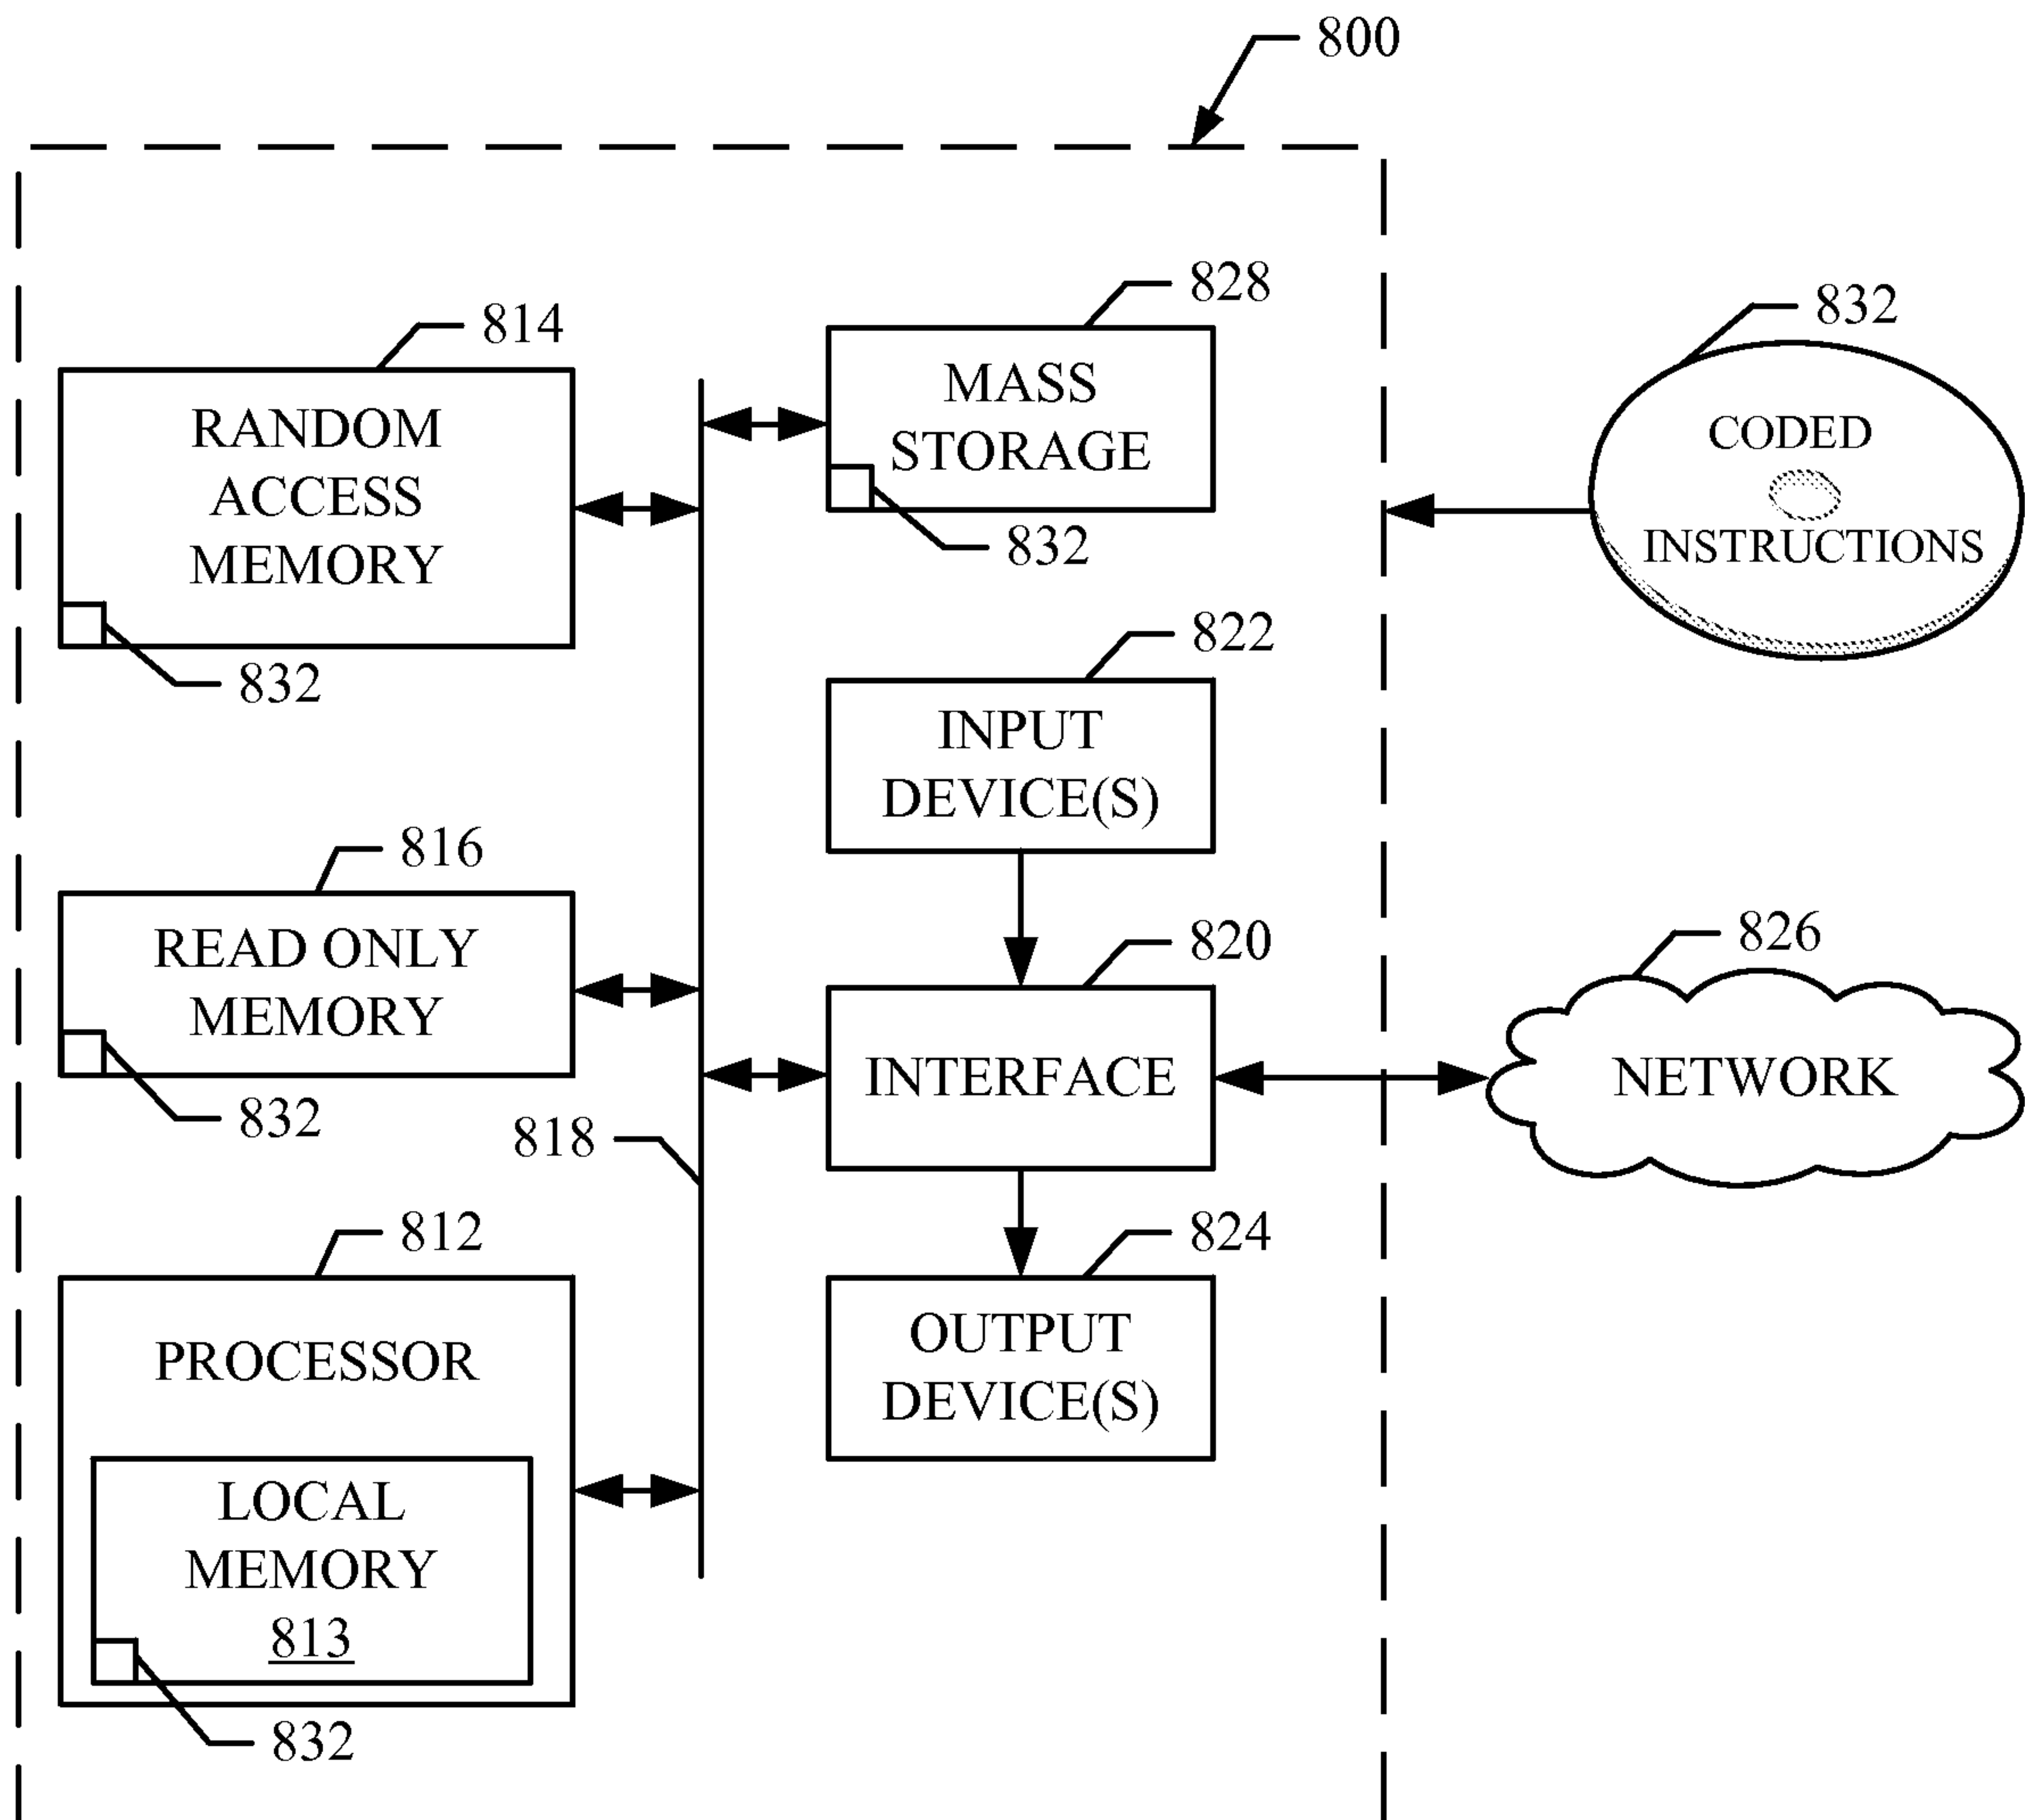 800
828
832
814
MASS
STORAGE
RANDOM
ACCESS
MEMORY
CODED
INSTRUCTIONS
832
832
822
INPUT
DEVICE(S)
816
READ ONLY
MEMORY
820
826
INTERFACE
NETWORK
832
818
812
824
PROCESSOR
OUTPUT
DEVICE(S)
LOCAL
MEMORY
813
832